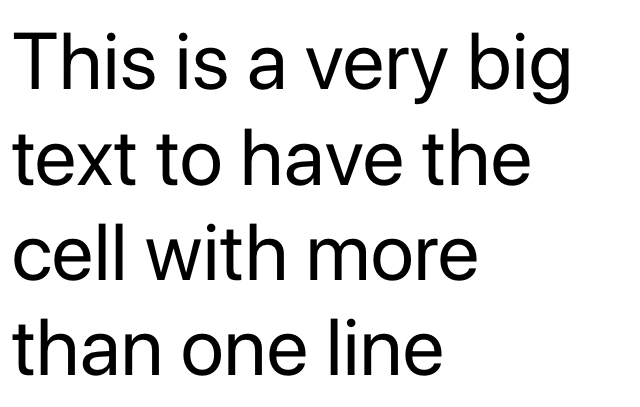 This is a very big
text to have the
cell with more
than one line